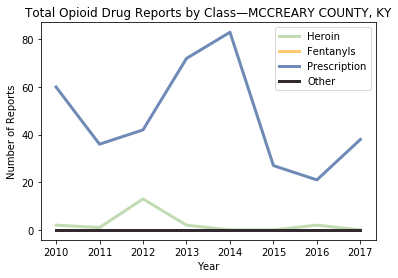 Total Opioid Drug Reports by Class—MCCREARY COUNTY, KY
Heroin
Fentanyls
Prescription
Other
Number of Reports
80
60
40
20
0
2010 2011 2012 2013 2014 2015 2016 2017
Year